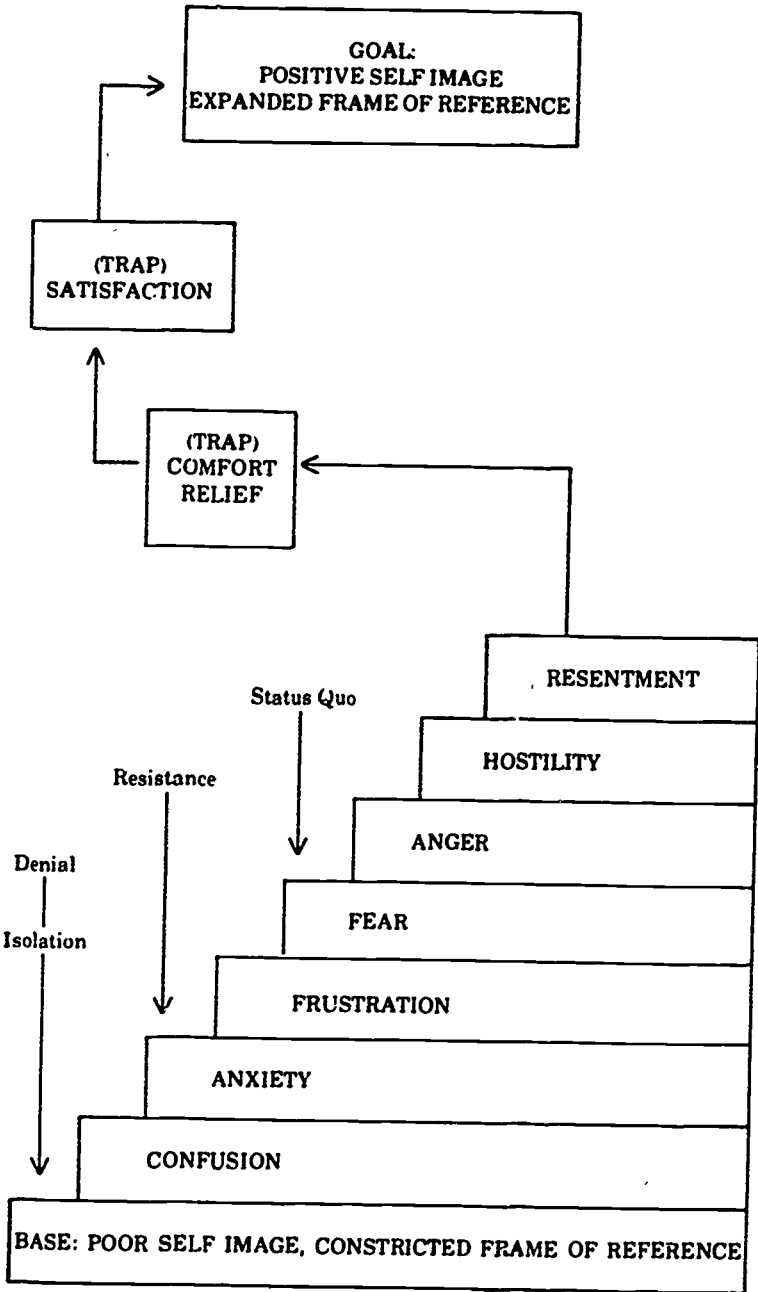 GOAL:
POSITIVE SELF IMAGE
EXPANDED FRAME OF REFERENCE
(TRAP)
SATISFACTION
(TRAP)
COMFORT
RELIEF
RESENTMENT
Status Quo
HOSTILITY
Resistance
ANGER
Denial
FEAR
Isolation
FRUSTRATION
ANXIETY
CONFUSION
BASE: POOR SELF IMAGE, CONSTRICTED FRAME OF REFERENCE